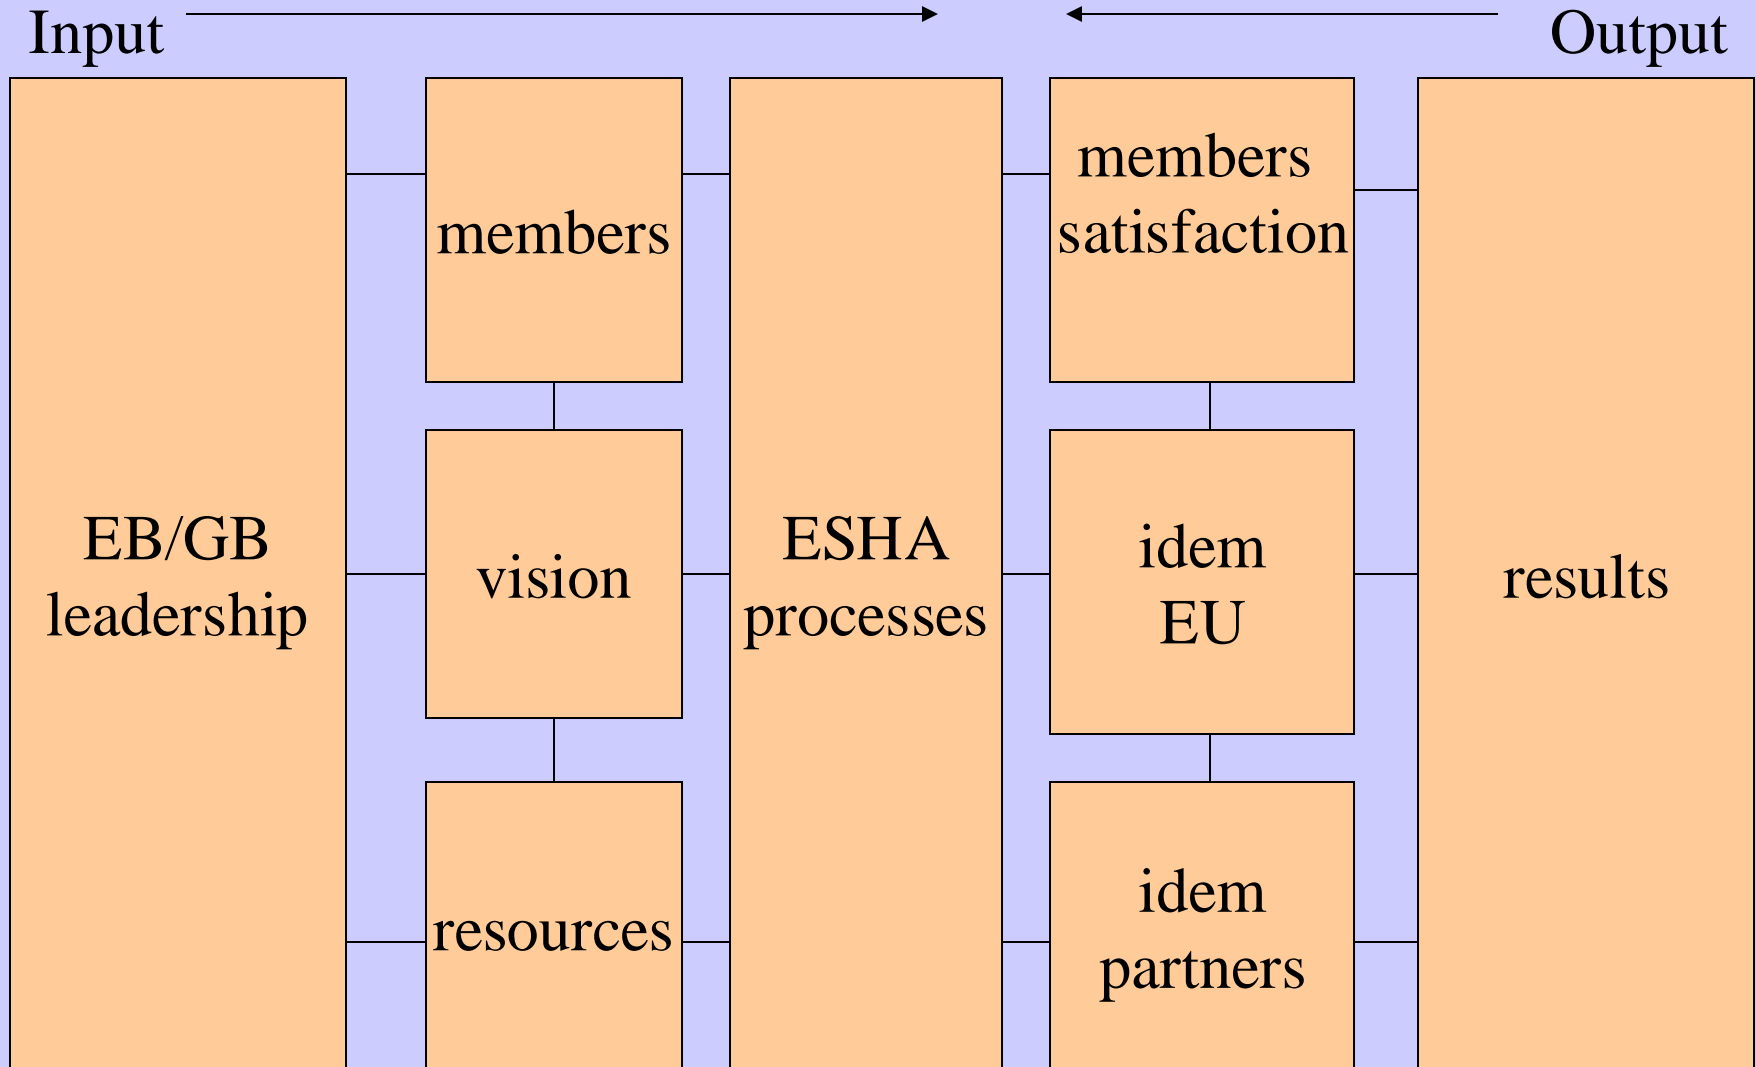 Input
Output
members
members
satisfaction
EB/GB
leadership
vision
ESHA
processes
idem
EU
results
resources
idem
partners